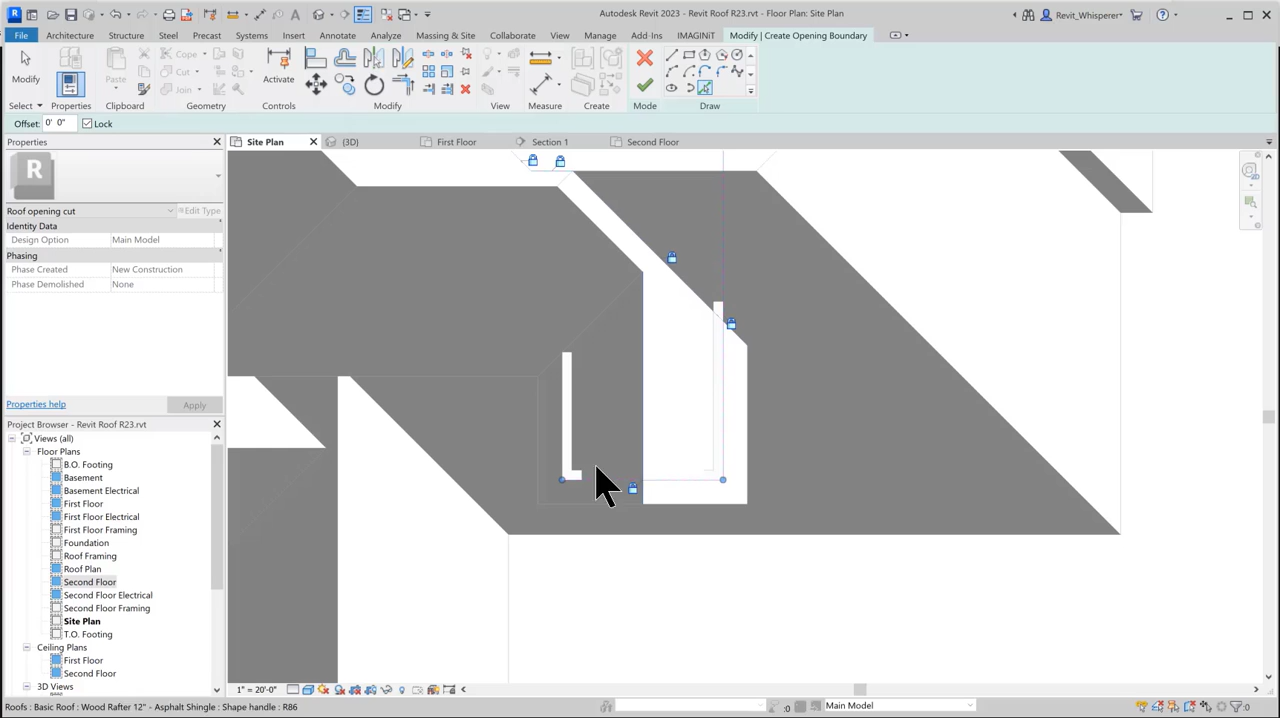 Autodesk Revit 2023 - Revit Roof R23.rvt - Floor Plan: Site Plan
Revit_Whisperer
File Architecture Structure Steel Precast Systems Insert Annotate Analyze Massing & Site Collaborate View Manage Add-Ins IMAGINiT Modify | Create Opening Boundary
Modify Paste Cope Cut Join Activate
Select Properties Clipboard Geometry Controls Modify View Measure Create Mode Draw
Offset: 0' 0" Lock
Properties
Site Plan (3D) First Floor Section 1 Second Floor
R
Roof opening cut Edit Type
Identity Data
Design Option Main Model
Phasing
Phase Created New Construction
Phase Demolished None
Properties help Apply
Project Browser - Revit Roof R23.rvt
Views (all)
Floor Plans
B.O. Footing
Basement
Basement Electrical
First Floor
First Floor Electrical
First Floor Framing
Foundation
Roof Framing
Roof Plan
Second Floor
Second Floor Electrical
Second Floor Framing
Site Plan
T.O. Footing
Ceiling Plans
First Floor
Second Floor
3D Views
1" = 20'-0"
Roofs : Basic Roof : Wood Rafter 12" - Asphalt Shingle : Shape handle : R86
:0 Main Model :0